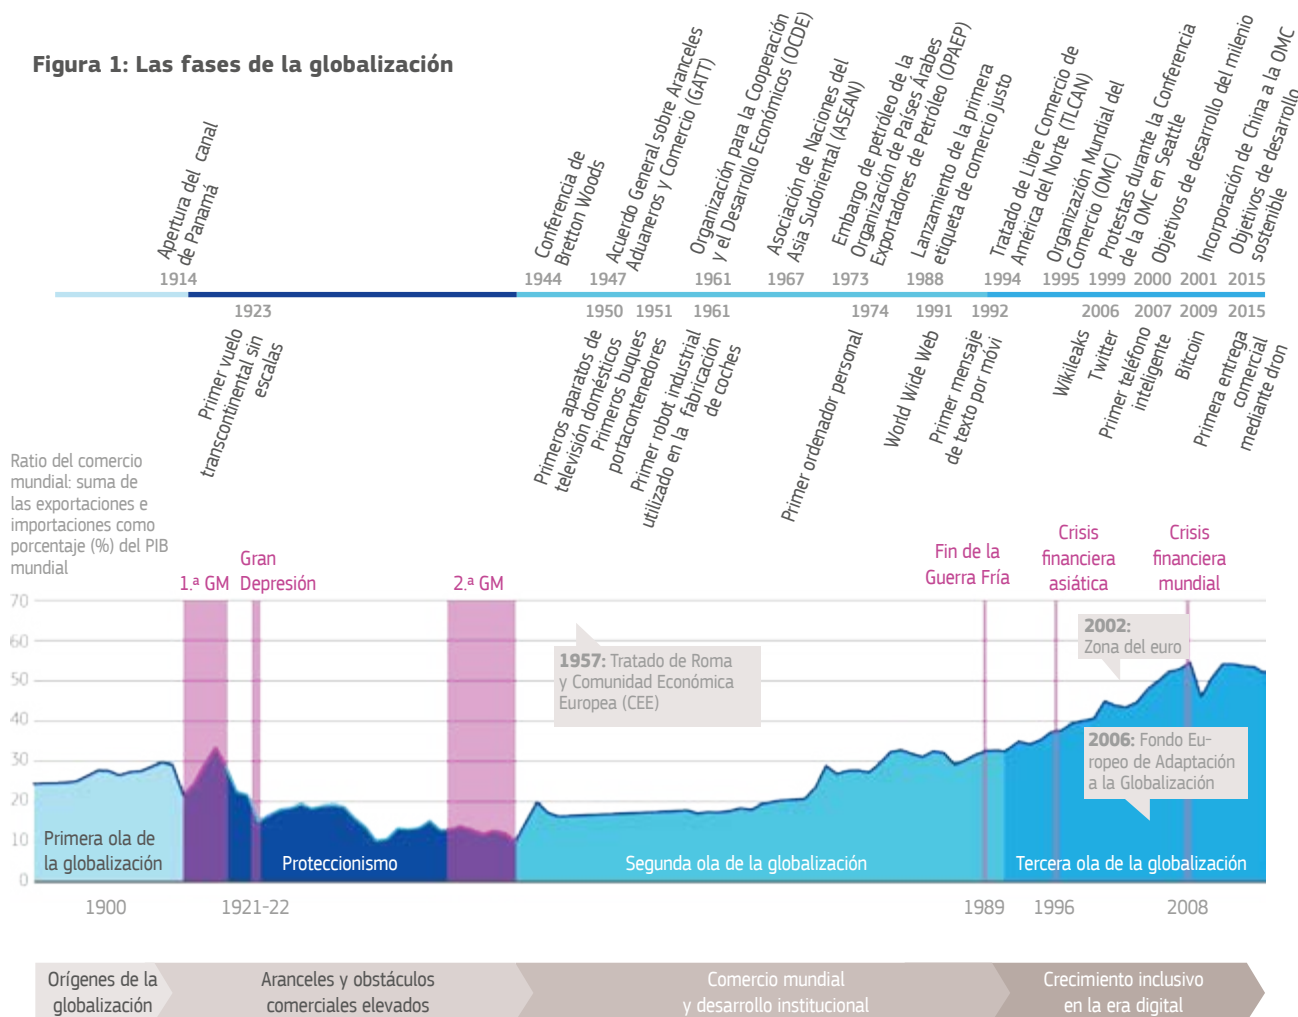 Figura 1: Las fases de la globalización
Apertura del canal
de Panamá
Conferencia de
Bretton Woods
Acuerdo General sobre Aranceles
Aduaneros y Comercio (GATT)
Organización para la Cooperación
y el Desarrollo Económicos (OCDE)
Asociación de Naciones del
Asia Sudoriental (ASEAN)
Embargo de petróleo de la
Organización de Países Árabes
Exportadores de Petróleo (OPAEP)
Lanzamiento de la primera
etiqueta de comercio justo
Tratado de Libre Comercio de
América del Norte (TLCAN)
Organizazión Mundial del
Comercio (OMC)
Protestas durante la Conferencia
de la OMC en Seattle
Objetivos de desarrollo del milenio
Incorporación de China a la OMC
Objetivos de desarrollo
sostenible
1914
1944
1947
1961
1967
1973
1988
1994
1995
1999
2000
2001
2015
1923
1950
1951
1961
1974
1991
1992
2006
2007
2009
2015
Primer vuelo
transcontinental sin
escalas
Primeros aparatos de
televisión domésticos
Primeros buques
portacontenedores
Primer robot industrial
utilizado en la fabricación
de coches
Primer ordenador personal
World Wide Web
Primer mensaje
de texto por móvi
Wikileaks
Twitter
Primer teléfono
inteligente
Bitcoin
Primera entrega
comercial
mediante dron
Ratio del comercio
mundial: suma de
las exportaciones e
importaciones como
porcentaje (%) del PIB
mundial
1.ª GM
Gran
Depresión
2.ª GM
Fin de la
Guerra Fría
Crisis
financiera
asiática
Crisis
financiera
mundial
70
60
50
40
30
20
10
0
1957: Tratado de Roma
y Comunidad Económica
Europea (CEE)
2002:
Zona del euro
2006: Fondo Eu-
ropeo de Adaptación
a la Globalización
Primera ola de
la globalización
Proteccionismo
Segunda ola de la globalización
Tercera ola de la globalización
1900
1921-22
1989
1996
2008
Orígenes de la
globalización
Aranceles y obstáculos
comerciales elevados
Comercio mundial
y desarrollo institucional
Crecimiento inclusivo
en la era digital